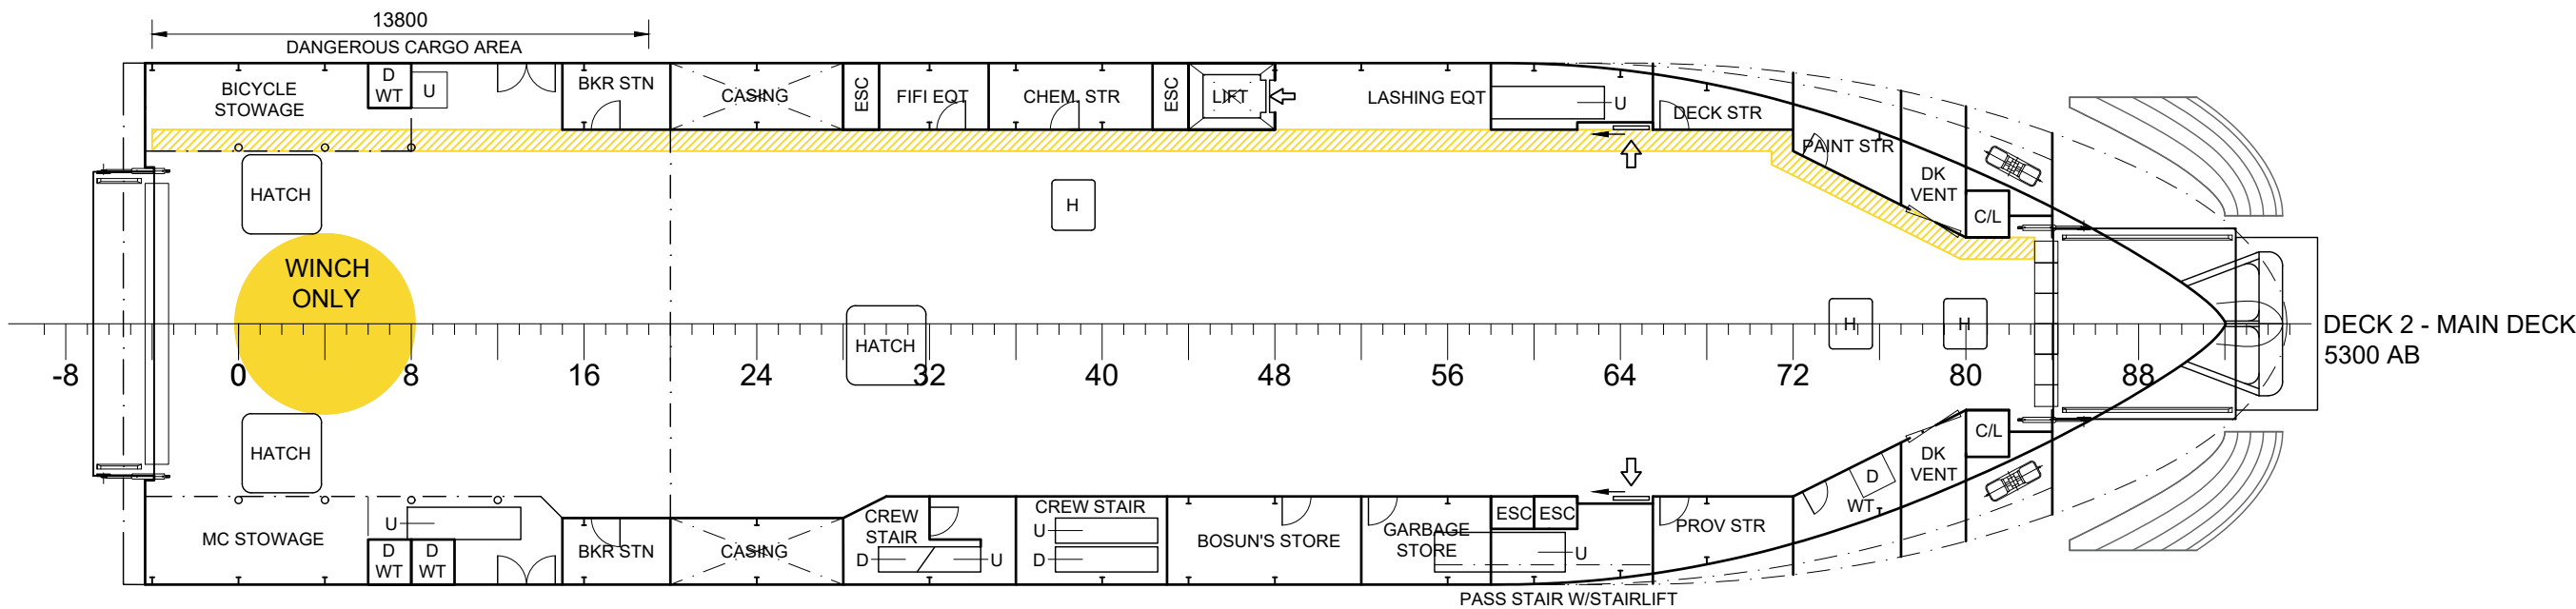 13800
DANGEROUS CARGO AREA
BICYCLE
STOWAGE
D
WT
U
BKR STN
CASING
ESC
FIFI EQT
CHEM. STR
ESC
LIFT
LASHING EQT
U
DECK STR
PAINT STR
DK
VENT
C/L
HATCH
H
WINCH
ONLY
HATCH
H
H
DECK 2 - MAIN DECK
5300 AB
-8
0
8
16
24
32
40
48
56
64
72
80
88
HATCH
MC STOWAGE
U
D
WT
D
WT
BKR STN
CASING
CREW
STAIR
D
U
CREW STAIR
U
D
BOSUN'S STORE
GARBAGE
STORE
ESC
ESC
U
PROV STR
D
WT
DK
VENT
C/L
PASS STAIR W/STAIRLIFT